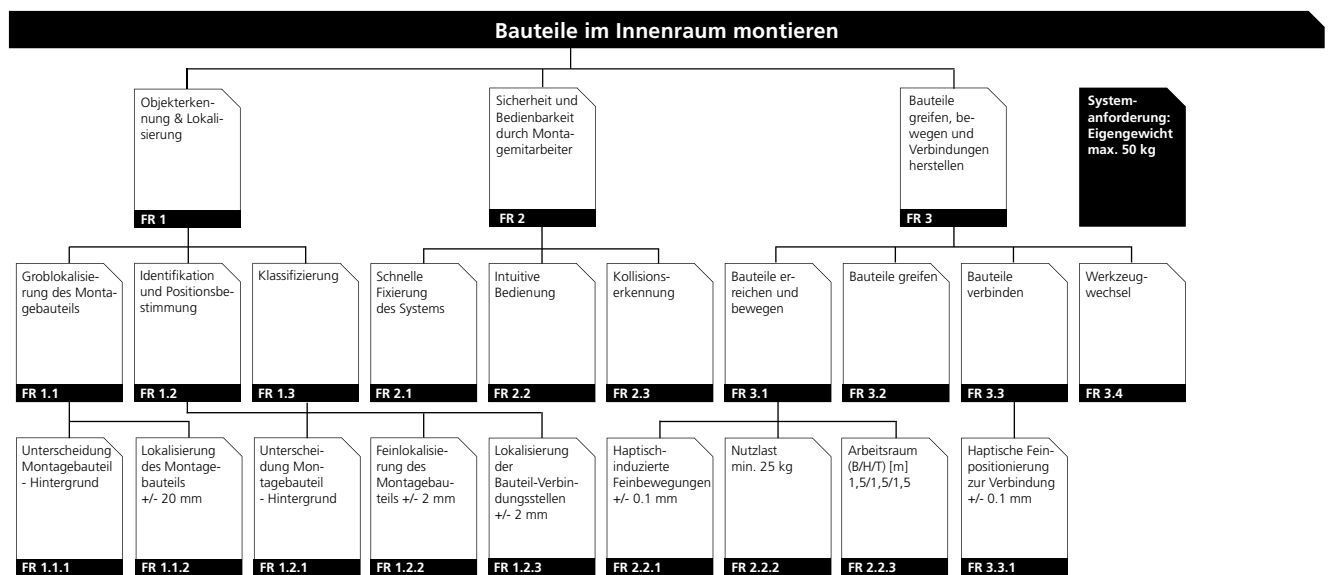 Bauteile im Innenraum montieren
Objekterken-
nung & Lokali-
sierung
FR 1
Sicherheit und
Bedienbarkeit
durch Monta-
gemitarbeiter
FR 2
Bauteile
greifen, be-
wegen und
Verbindungen
herstellen
FR 3
System-
anforderung:
Eigengewicht
max. 50 kg
Groblokalisie-
rung des Monta-
gebauteils
FR 1.1
Identifikation
und Positionsbe-
stimmung
FR 1.2
Klassifizierung
FR 1.3
Schnelle
Fixierung
des Systems
FR 2.1
Intuitive
Bedienung
FR 2.2
Kollisions-
erkennung
FR 2.3
Bauteile er-
reichen und
bewegen
FR 3.1
Bauteile greifen
FR 3.2
Bauteile
verbinden
FR 3.3
Werkzeug-
wechsel
FR 3.4
Unterscheidung
Montagebauteil
- Hintergrund
FR 1.1.1
Lokalisierung
des Montage-
bauteils
+/- 20 mm
FR 1.1.2
Unterschei-
dung Mon-
tagebauteil
- Hintergrund
FR 1.2.1
Feinlokalisie-
rung des
Montagebau-
teils +/- 2 mm
FR 1.2.2
Lokalisierung
der
Bauteil-Verbin-
dungsstellen
+/- 2 mm
FR 1.2.3
Haptisch-
induzierte
Feinbewegungen
+/- 0.1 mm
FR 2.2.1
Nutzlast
min. 25 kg
FR 2.2.2
Arbeitsraum
(B/H/T) [m]
1,5/1,5/1,5
FR 2.2.3
Haptische Fein-
positionierung
zur Verbindung
+/- 0.1 mm
FR 3.3.1